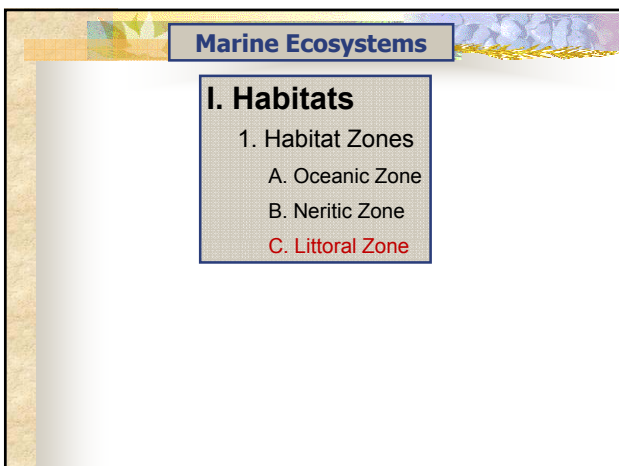 Marine Ecosystems
I. Habitats
1. Habitat Zones
A. Oceanic Zone
B. Neritic Zone
C. Littoral Zone